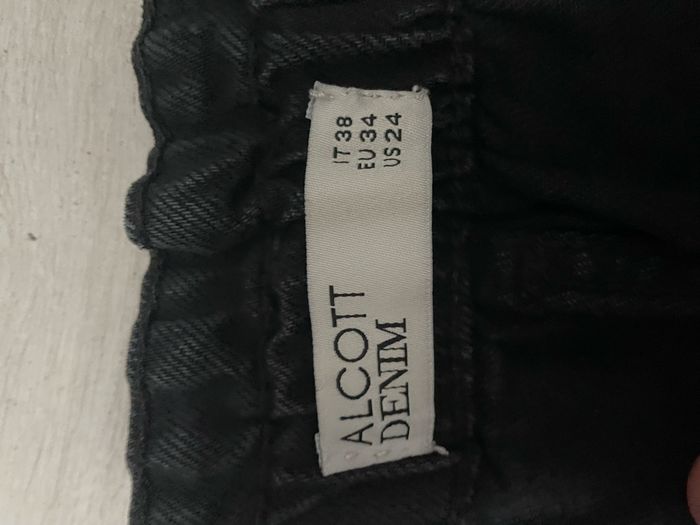 ALCOTT
DENIM
IT 38
EU 34
US 24